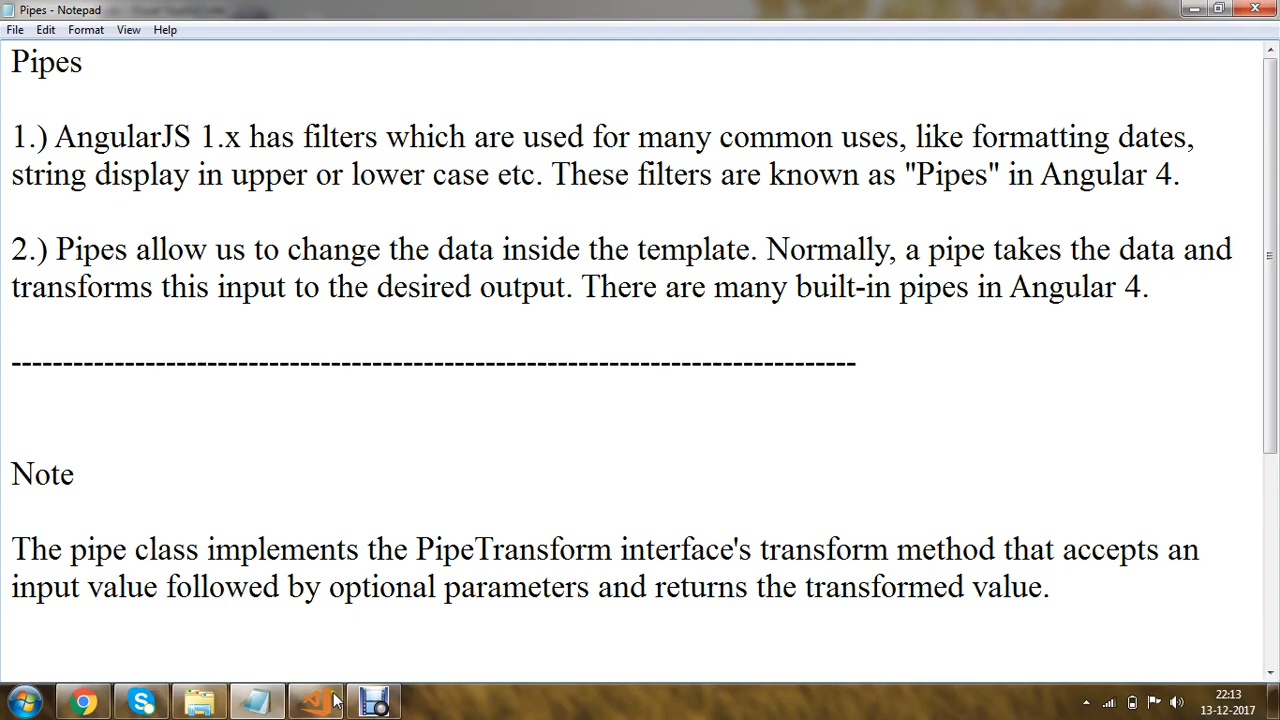 Pipes - Notepad
File Edit Format View Help
Pipes
1.) AngularJS 1.x has filters which are used for many common uses, like formatting dates,
string display in upper or lower case etc. These filters are known as "Pipes" in Angular 4.
2.) Pipes allow us to change the data inside the template. Normally, a pipe takes the data and
transforms this input to the desired output. There are many built-in pipes in Angular 4.
----------------------------------------------------------------------------------
Note
The pipe class implements the PipeTransform interface's transform method that accepts an
input value followed by optional parameters and returns the transformed value.
22:13
13-12-2017